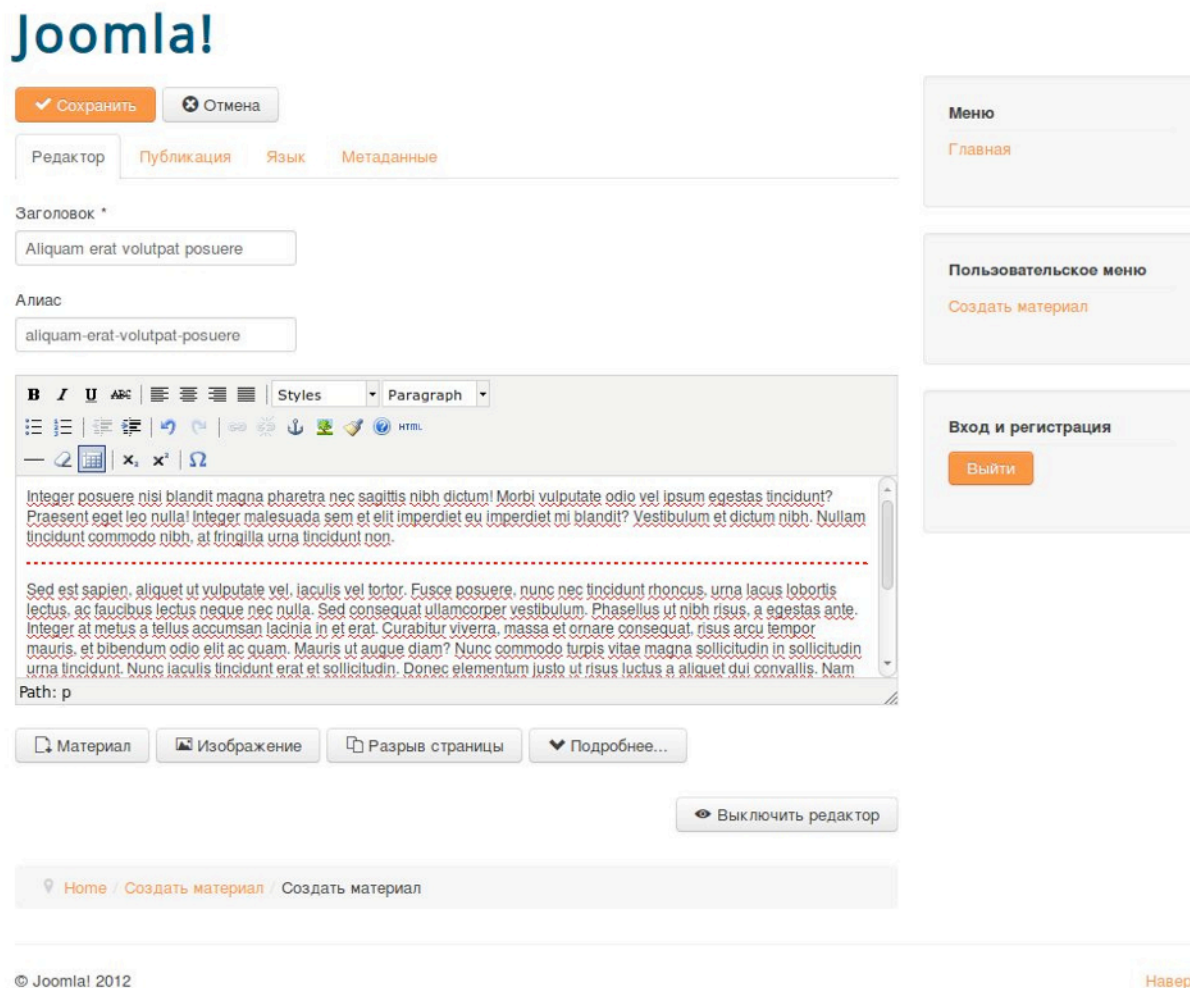 Joomla!
Сохранить
Отмена
Редактор
Публикация
Язык
Метаданные
Заголовок *
Aliquam erat volutpat posuere
Алиас
aliquam-erat-volutpat-posuere
B I U ABC Styles Paragraph
HTML
x₂ x² Ω
Integer posuere nisi blandit magna pharetra nec sagittis nibh dictum! Morbi vulputate odio vel ipsum egestas tincidunt?
Praesent eget leo nulla! Integer malesuada sem et elit imperdiet eu imperdiet mi blandit? Vestibulum et dictum nibh. Nullam
tincidunt commodo nibh, at fringilla urna tincidunt non.
Sed est sapien, aliquet ut vulputate vel, iaculis vel tortor. Fusce posuere, nunc nec tincidunt rhoncus, urna lacus lobortis
lectus, ac faucibus lectus neque nec nulla. Sed consequat ullamcorper vestibulum. Phasellus ut nibh risus, a egestas ante.
Integer at metus a tellus accumsan lacinia in et erat. Curabitur viverra, massa et ornare consequat, risus arcu tempor
mauris, et bibendum odio elit ac quam. Mauris ut augue diam? Nunc commodo turpis vitae magna sollicitudin in sollicitudin
urna tincidunt. Nunc iaculis tincidunt erat et sollicitudin. Donec elementum justo ut risus luctus a aliquet dui convallis. Nam
Path: p
Материал
Изображение
Разрыв страницы
Подробнее...
Выключить редактор
Home / Создать материал / Создать материал
Меню
Главная
Пользовательское меню
Создать материал
Вход и регистрация
Выйти
© Joomla! 2012
Навер